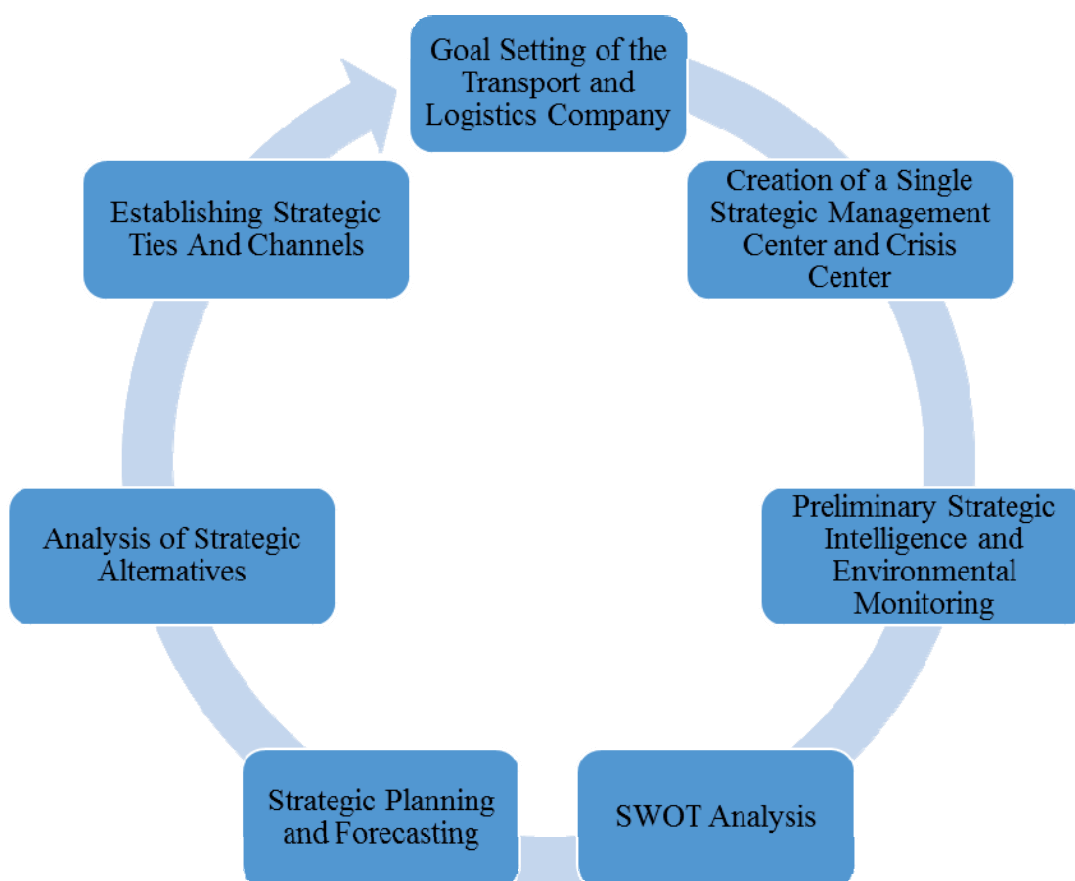 Goal Setting of the
Transport and
Logistics Company
Creation of a Single
Strategic Management
Center and Crisis
Center
Preliminary Strategic
Intelligence and
Environmental
Monitoring
SWOT Analysis
Strategic Planning
and Forecasting
Analysis of Strategic
Alternatives
Establishing Strategic
Ties And Channels